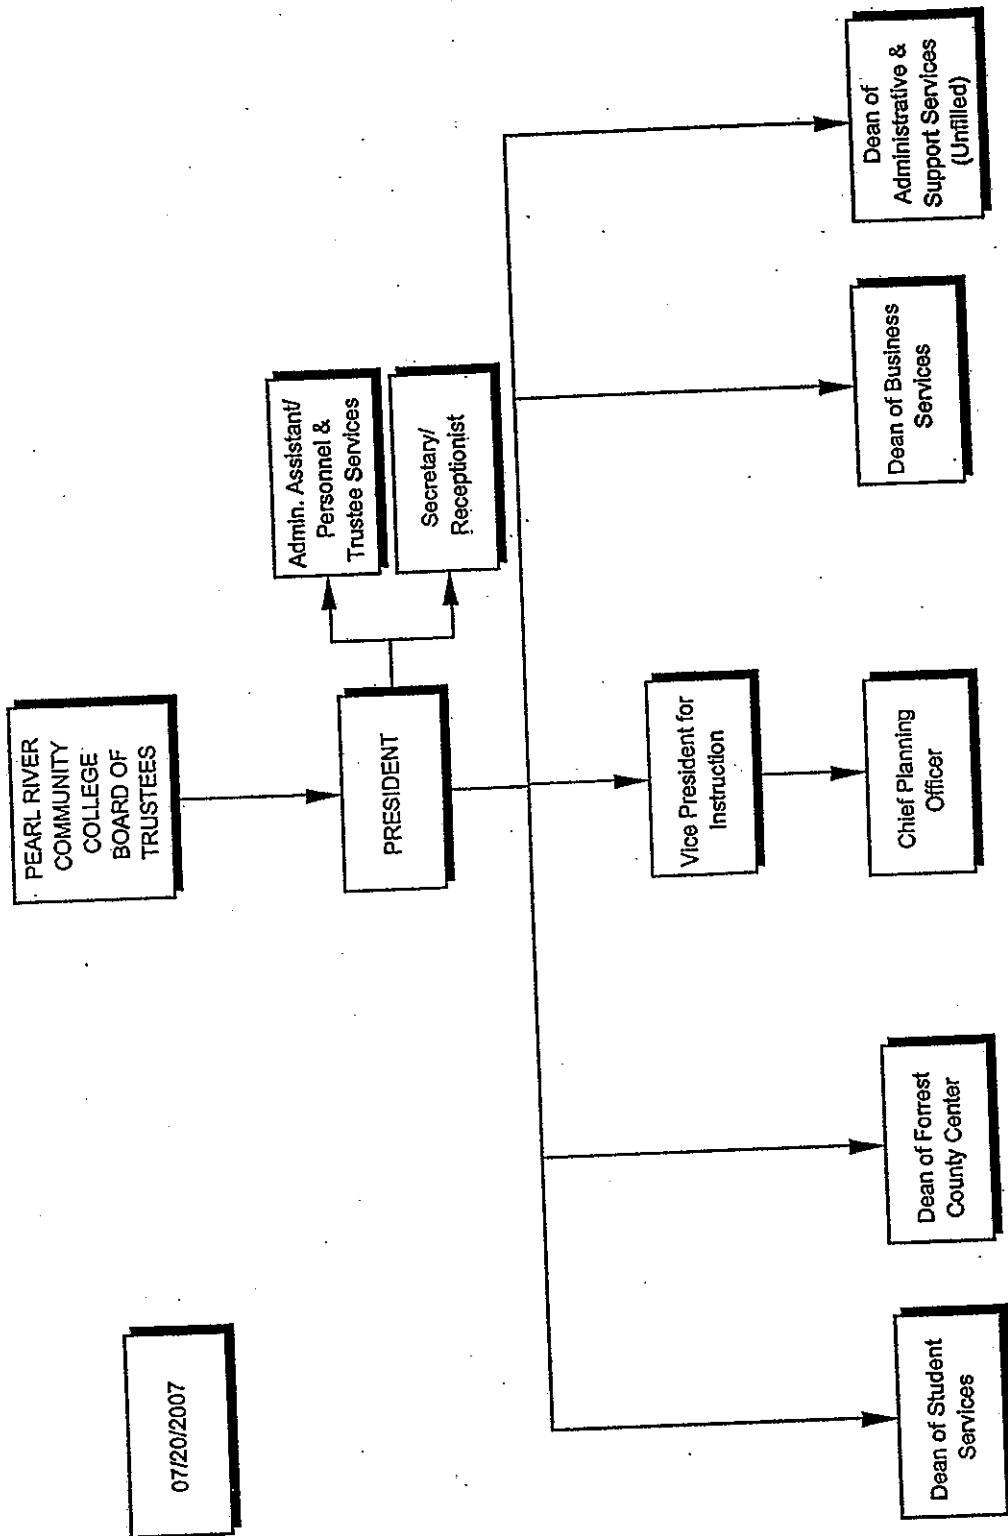 07/20/2007
PEARL RIVER
COMMUNITY
COLLEGE
BOARD OF
TRUSTEES
PRESIDENT
Admin. Assistant/
Personnel &
Trustee Services
Secretary/
Receptionist
Vice President for
Instruction
Dean of Student
Services
Dean of Forrest
County Center
Chief Planning
Officer
Dean of Business
Services
Dean of
Administrative &
Support Services
(Unfilled)